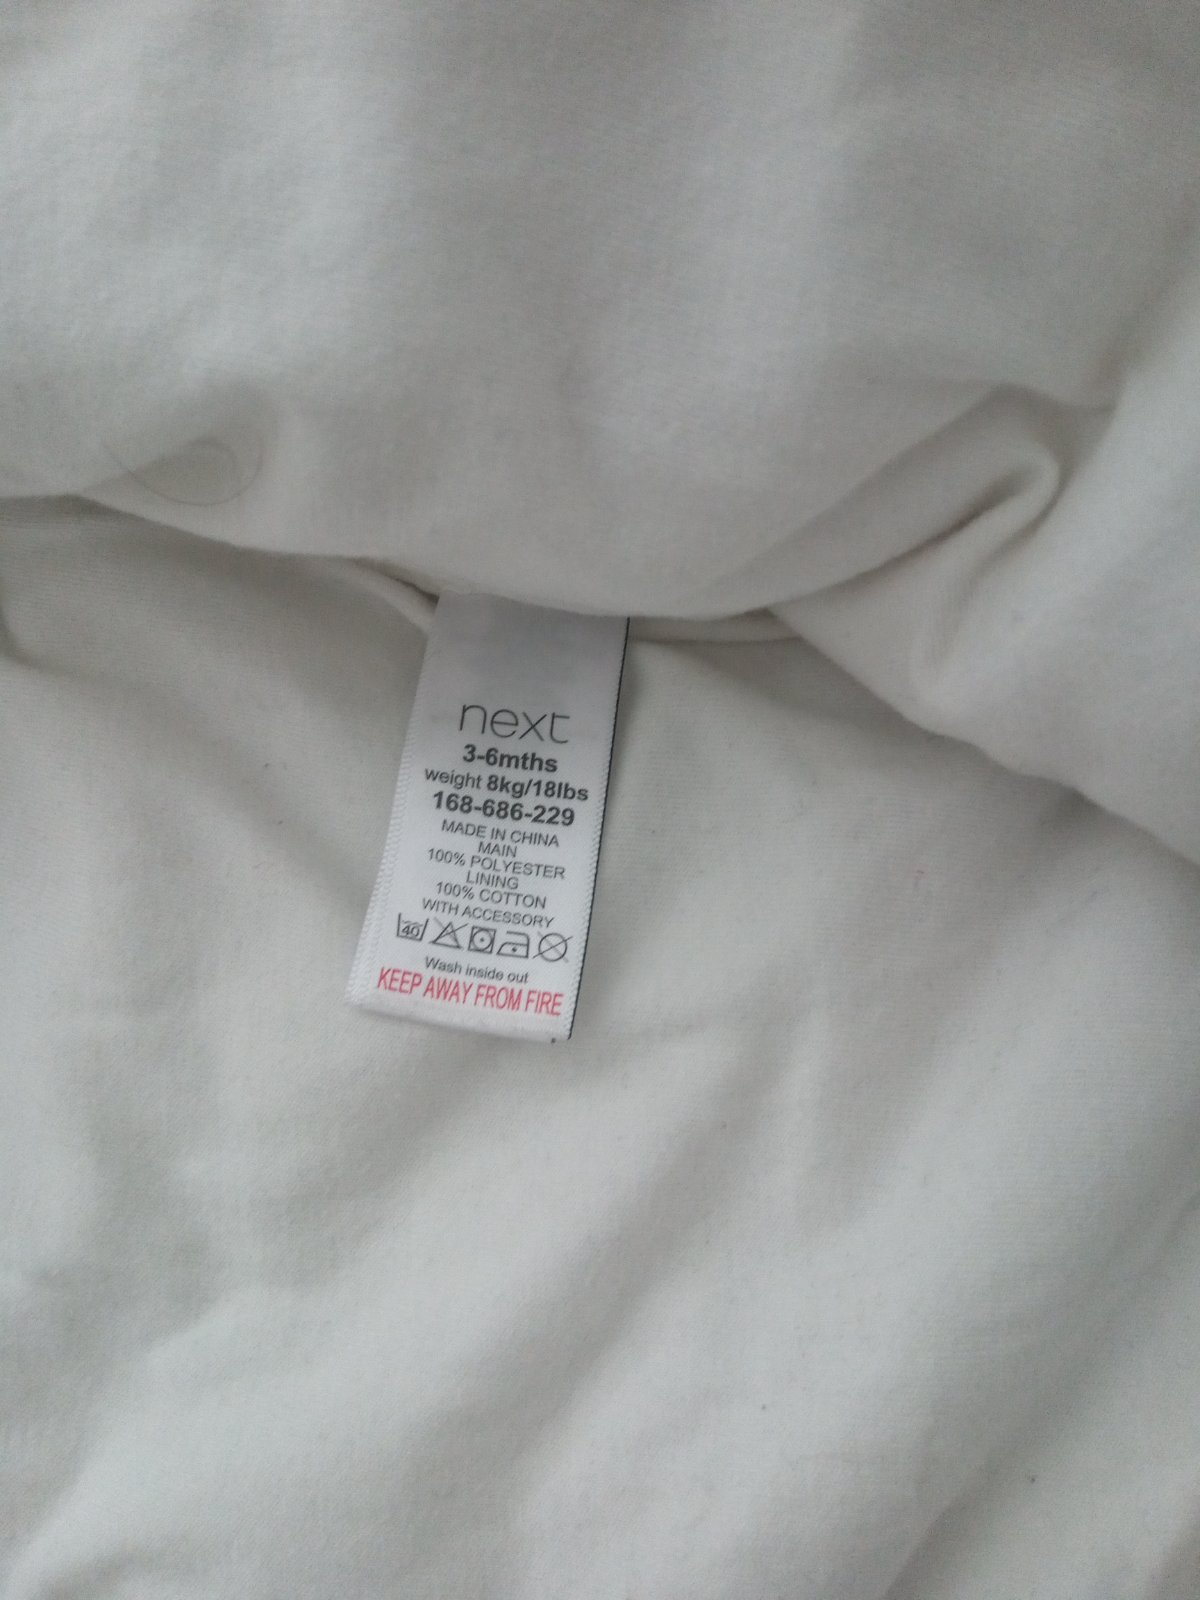 next
3-6mths
weight 8kg/18lbs
168-686-229
MADE IN CHINA
MAIN
100% POLYESTER
LINING
100% COTTON
WITH ACCESSORY
40
Wash inside out
KEEP AWAY FROM FIRE